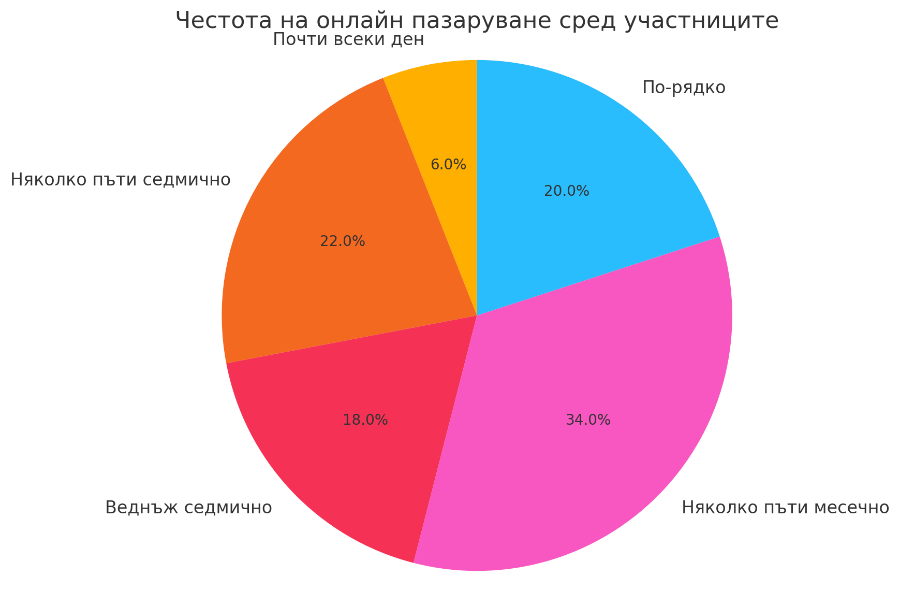 Честота на онлайн пазаруване сред участниците
Почти всеки ден
По-рядко
6.0%
20.0%
Няколко пъти седмично
22.0%
18.0%
34.0%
Веднъж седмично
Няколко пъти месечно